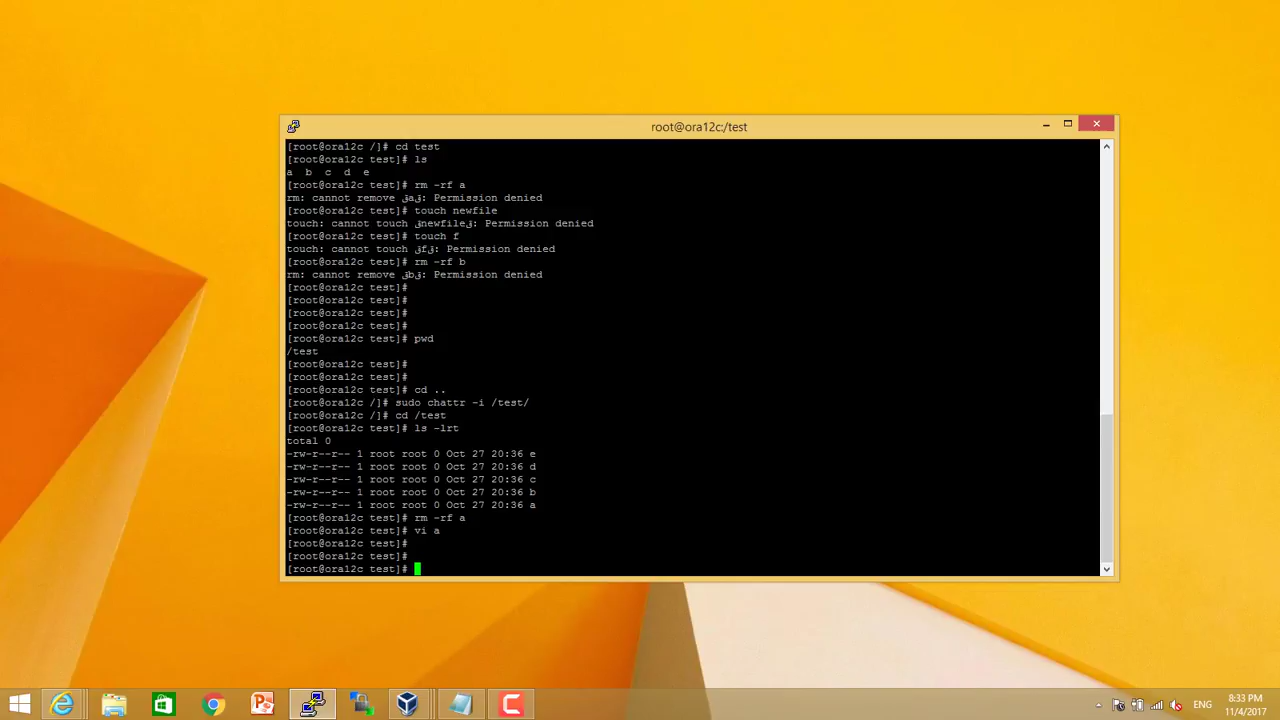 root@ora12c:/test
[root@ora12c /]# cd test
[root@ora12c test]# ls
a  b  c  d  e
[root@ora12c test]# rm -rf a
rm: cannot remove قaق: Permission denied
[root@ora12c test]# touch newfile
touch: cannot touch قnewfileق: Permission denied
[root@ora12c test]# touch f
touch: cannot touch قfق: Permission denied
[root@ora12c test]# rm -rf b
rm: cannot remove قbق: Permission denied
[root@ora12c test]#
[root@ora12c test]#
[root@ora12c test]#
[root@ora12c test]#
[root@ora12c test]# pwd
/test
[root@ora12c test]#
[root@ora12c test]#
[root@ora12c test]# cd ..
[root@ora12c /]# sudo chattr -i /test/
[root@ora12c /]# cd /test
[root@ora12c test]# ls -lrt
total 0
-rw-r--r-- 1 root root 0 Oct 27 20:36 e
-rw-r--r-- 1 root root 0 Oct 27 20:36 d
-rw-r--r-- 1 root root 0 Oct 27 20:36 c
-rw-r--r-- 1 root root 0 Oct 27 20:36 b
-rw-r--r-- 1 root root 0 Oct 27 20:36 a
[root@ora12c test]# rm -rf a
[root@ora12c test]# vi a
[root@ora12c test]#
[root@ora12c test]#
[root@ora12c test]#
ENG
8:33 PM
11/4/2017